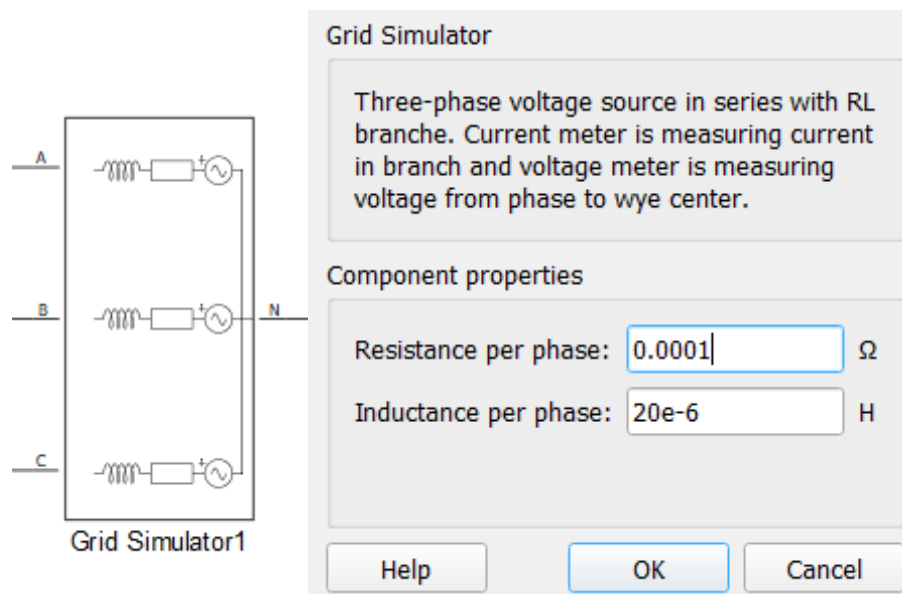 A
B
N
C
Grid Simulator1
Grid Simulator
Three-phase voltage source in series with RL
branche. Current meter is measuring current
in branch and voltage meter is measuring
voltage from phase to wye center.
Component properties
Resistance per phase: 0.0001 Ω
Inductance per phase: 20e-6 H
Help OK Cancel